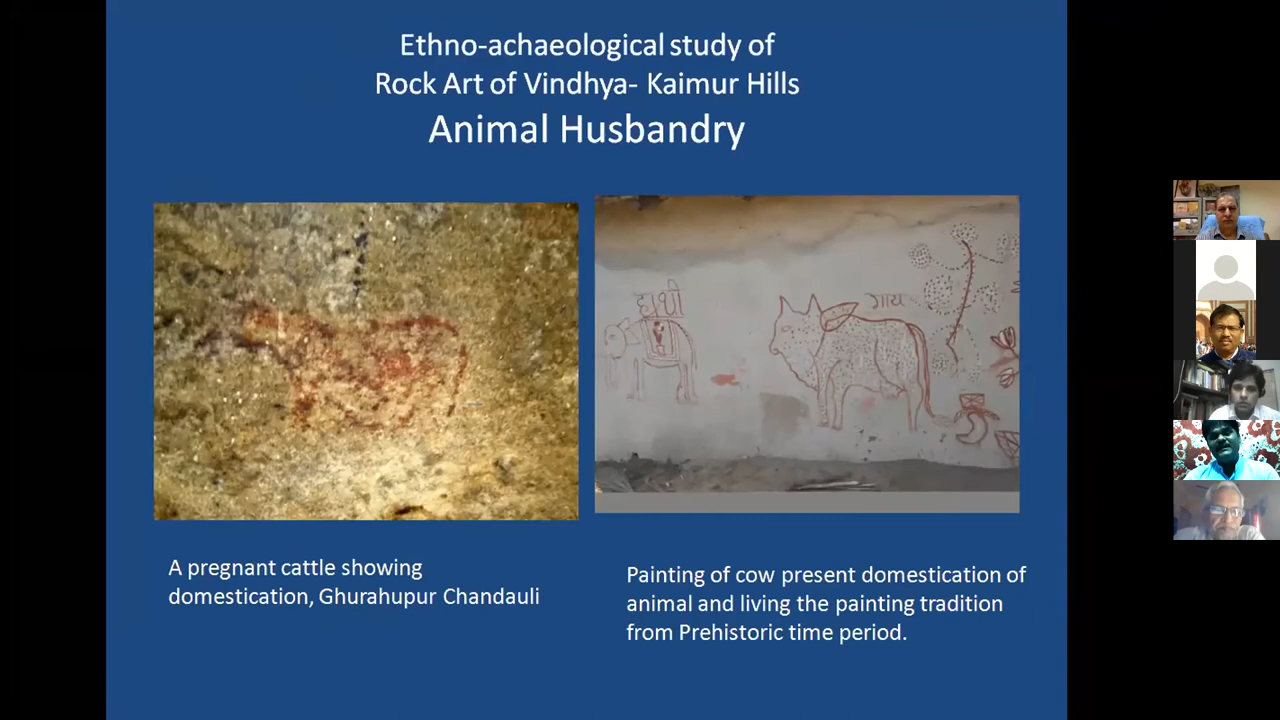 Ethno-achaeological study of
Rock Art of Vindhya- Kaimur Hills
Animal Husbandry
हाथी
गाय
A pregnant cattle showing
domestication, Ghurahupur Chandauli
Painting of cow present domestication of
animal and living the painting tradition
from Prehistoric time period.